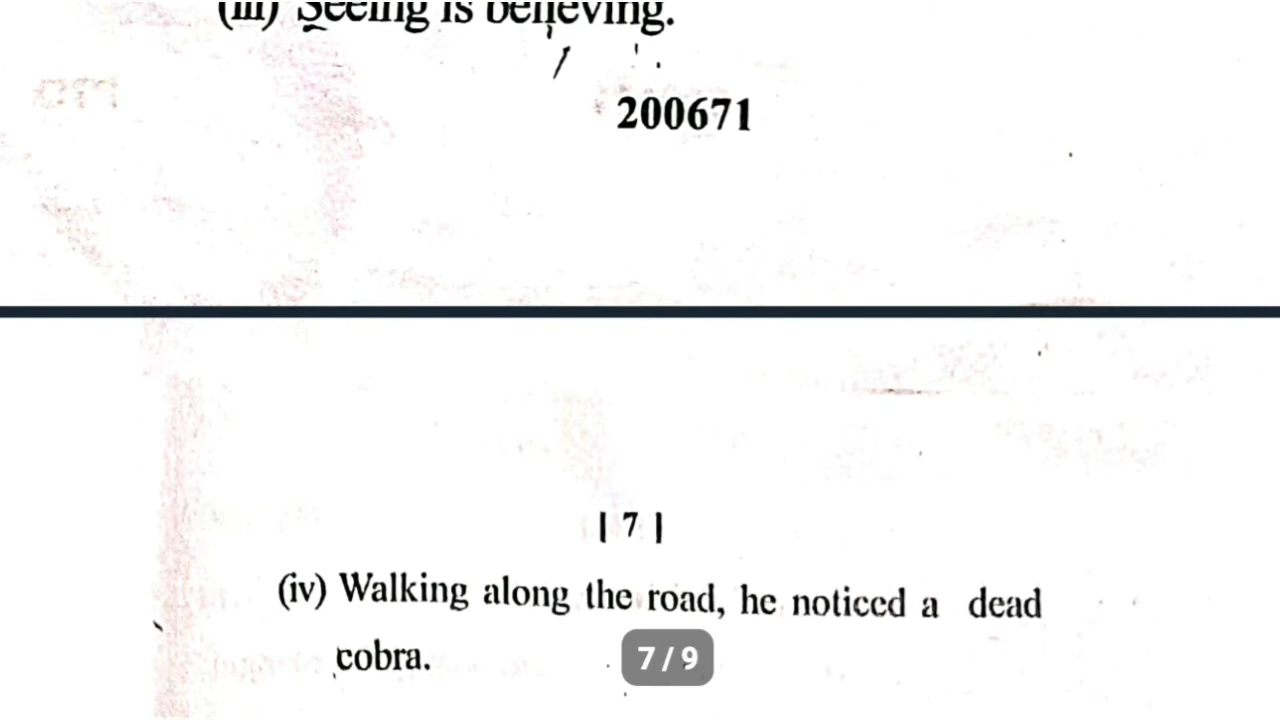 (iii) Seeing is believing.
200671
[ 7 ]
(iv) Walking along the road, he noticed a dead
cobra.
7 / 9